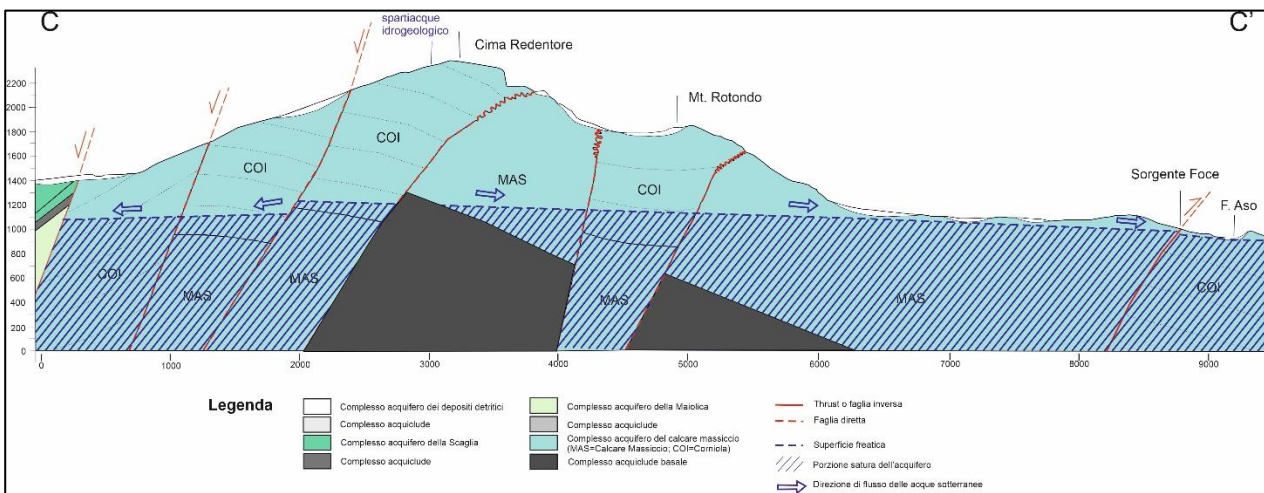 C
C'
spartiacque
idrogeologico
Cima Redentore
Mt. Rotondo
Sorgente Foce
F. Aso
2200
2000
1800
1600
1400
1200
1000
800
600
400
200
0
COI
COI
MAS
COI
COI
MAS
MAS
MAS
MAS
COI
0
1000
2000
3000
4000
5000
6000
7000
8000
9000
Legenda
Complesso acquifero dei depositi detritici
Complesso acquiclude
Complesso acquifero della Scaglia
Complesso acquiclude
Complesso acquifero della Maiolica
Complesso acquiclude
Complesso acquifero del calcare massiccio
(MAS=Calcare Massiccio; COI=Corniola)
Complesso acquiclude basale
Thrust o faglia inversa
Faglia diretta
Superficie freatica
Porzione satura dell'acquifero
Direzione di flusso delle acque sotterranee